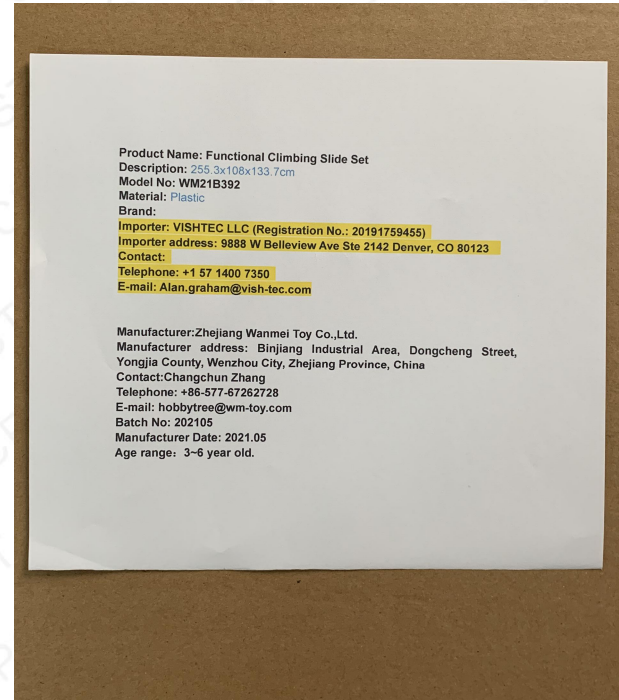 Product Name: Functional Climbing Slide Set
Description: 255.3x108x133.7cm
Model No: WM21B392
Material: Plastic
Brand:
Importer: VISHTEC LLC (Registration No.: 20191759455)
Importer address: 9888 W Belleview Ave Ste 2142 Denver, CO 80123
Contact:
Telephone: +1 57 1400 7350
E-mail: Alan.graham@vish-tec.com
Manufacturer:Zhejiang Wanmei Toy Co.,Ltd.
Manufacturer address: Binjiang Industrial Area, Dongcheng Street,
Yongjia County, Wenzhou City, Zhejiang Province, China
Contact:Changchun Zhang
Telephone: +86-577-67262728
E-mail: hobbytree@wm-toy.com
Batch No: 202105
Manufacturer Date: 2021.05
Age range: 3~6 year old.